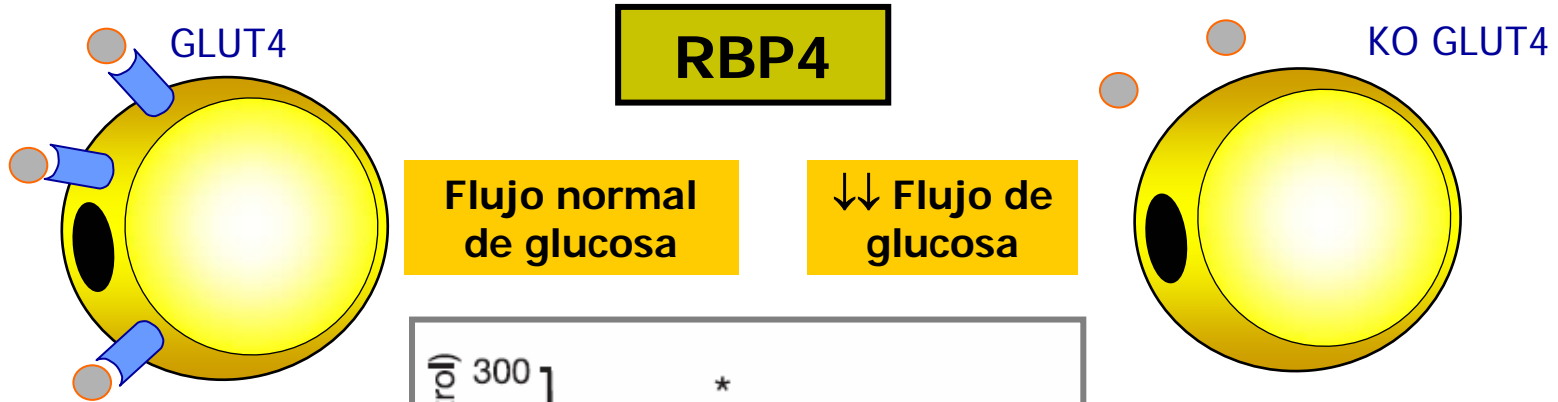 GLUT4
RBP4
KO GLUT4
Flujo normal
de glucosa
↓↓ Flujo de
glucosa
300
*